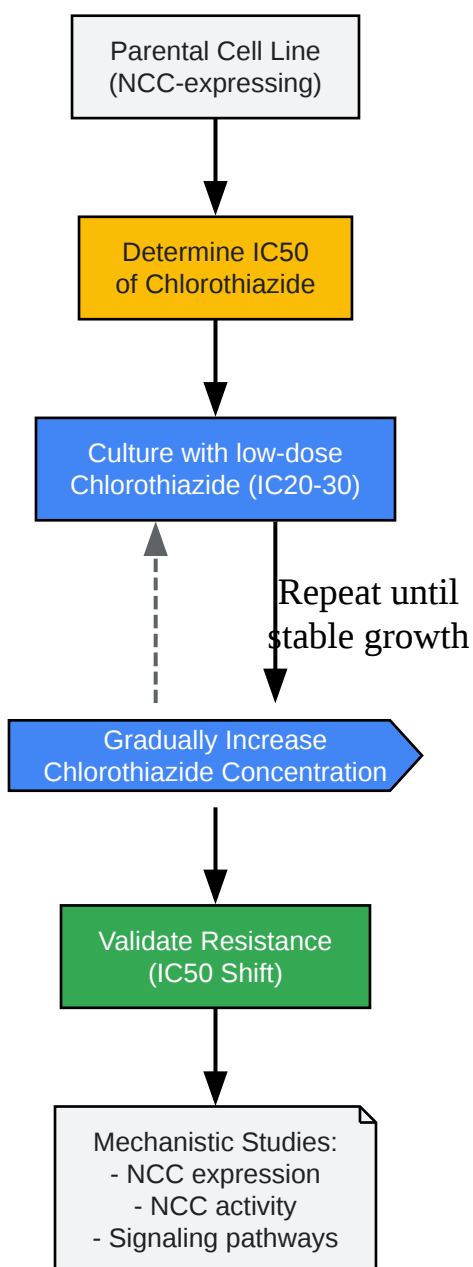 Parental Cell Line
(NCC-expressing)
Determine IC50
of Chlorothiazide
Culture with low-dose
Chlorothiazide (IC20-30)
Repeat until
stable growth
Gradually Increase
Chlorothiazide Concentration
Validate Resistance
(IC50 Shift)
Mechanistic Studies:
- NCC expression
- NCC activity
- Signaling pathways